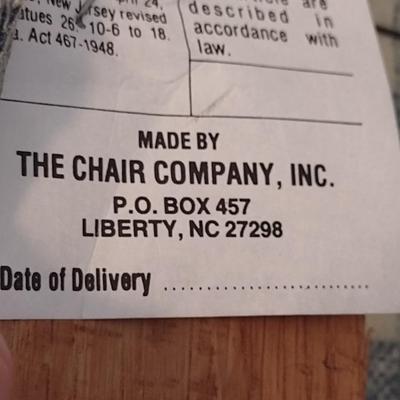 New Jersey revised
26 10-6 to 18.
Act 467-1948.
are
described in
accordance with
law.
MADE BY
THE CHAIR COMPANY, INC.
P.O. BOX 457
LIBERTY, NC 27298
Date of Delivery ................................